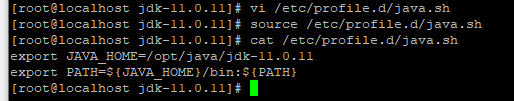 [root@localhost jdk-11.0.11]# vi /etc/profile.d/java.sh
[root@localhost jdk-11.0.11]# source /etc/profile.d/java.sh
[root@localhost jdk-11.0.11]# cat /etc/profile.d/java.sh
export JAVA_HOME=/opt/java/jdk-11.0.11
export PATH=${JAVA_HOME}/bin:${PATH}
[root@localhost jdk-11.0.11]#